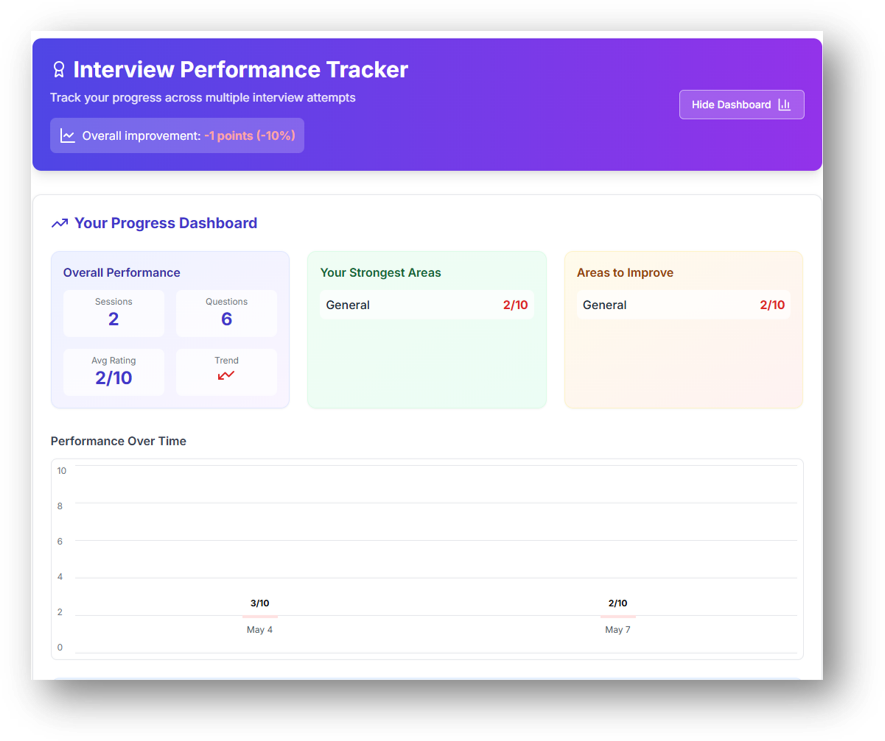 Interview Performance Tracker
Track your progress across multiple interview attempts
Overall improvement: -1 points (-10%)
Hide Dashboard
Your Progress Dashboard
Overall Performance
Sessions
2
Questions
6
Avg Rating
2/10
Trend
Your Strongest Areas
General 2/10
Areas to Improve
General 2/10
Performance Over Time
10
8
6
4
2
0
3/10
May 4
2/10
May 7